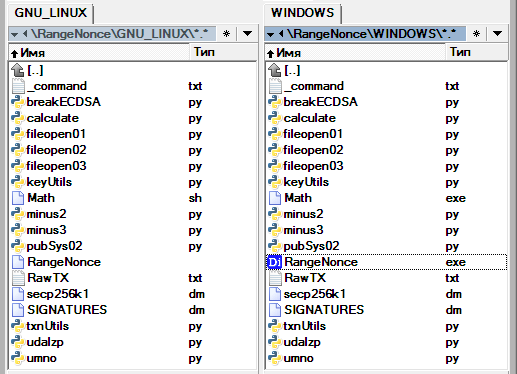 GNU_LINUX
\RangeNonce\GNU_LINUX\*.* *
Имя Тип
[..]
_command txt
breakECDSA py
calculate py
fileopen01 py
fileopen02 py
fileopen03 py
keyUtils py
Math sh
minus2 py
minus3 py
pubSys02 py
RangeNonce
RawTX txt
secp256k1 dm
SIGNATURES dm
txnUtils py
udalzp py
umno py
WINDOWS
\RangeNonce\WINDOWS\*.* *
Имя Тип
[..]
_command txt
breakECDSA py
calculate py
fileopen01 py
fileopen02 py
fileopen03 py
keyUtils py
Math exe
minus2 py
minus3 py
pubSys02 py
RangeNonce exe
RawTX txt
secp256k1 dm
SIGNATURES dm
txnUtils py
udalzp py
umno py